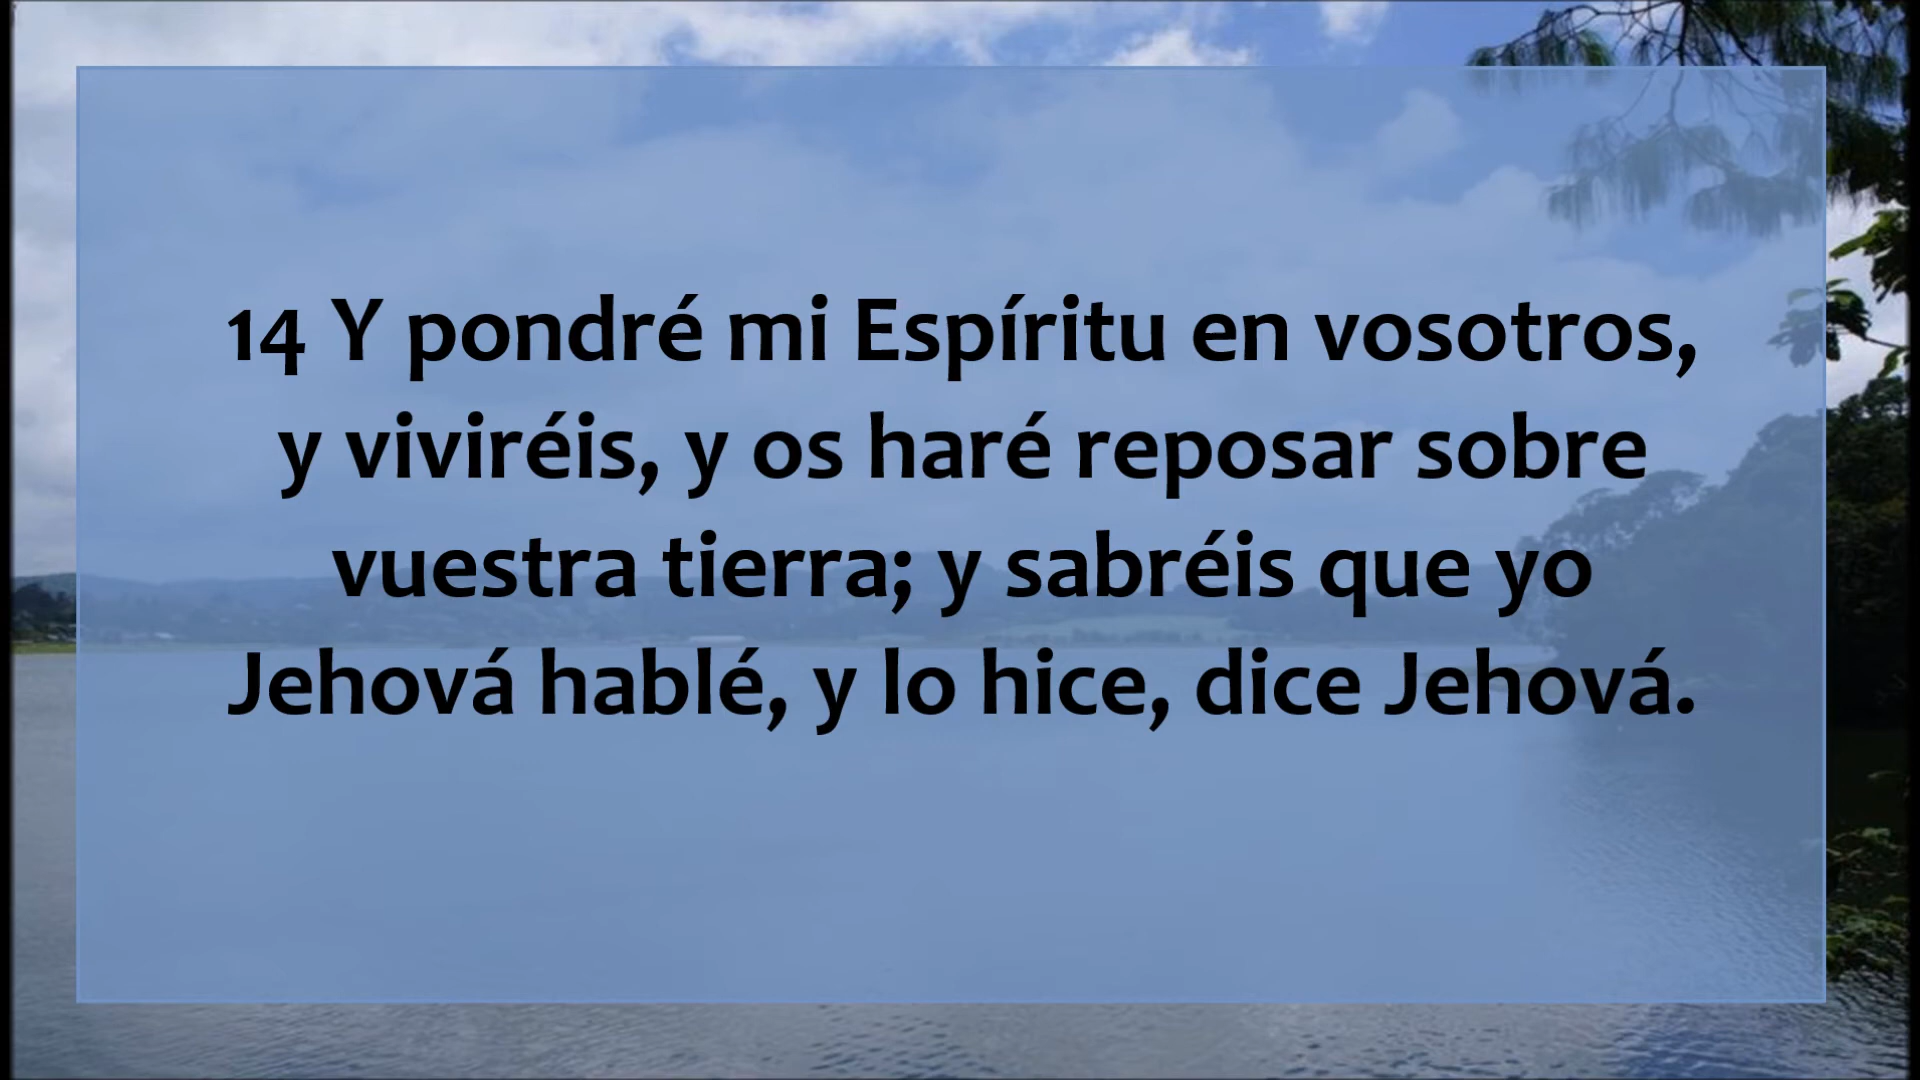 14 Y pondré mi Espíritu en vosotros,
y viviréis, y os haré reposar sobre
vuestra tierra; y sabréis que yo
Jehová hablé, y lo hice, dice Jehová.